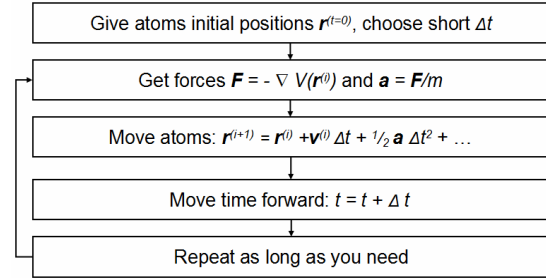 Give atoms initial positions r⁽ᵗ⁼⁰⁾, choose short Δt
Get forces F = - ∇ V(r⁽ⁱ⁾) and a = F/m
Move atoms: r⁽ⁱ⁺¹⁾ = r⁽ⁱ⁾ +v⁽ⁱ⁾ Δt + ¹/₂ a Δt² + …
Move time forward: t = t + Δ t
Repeat as long as you need